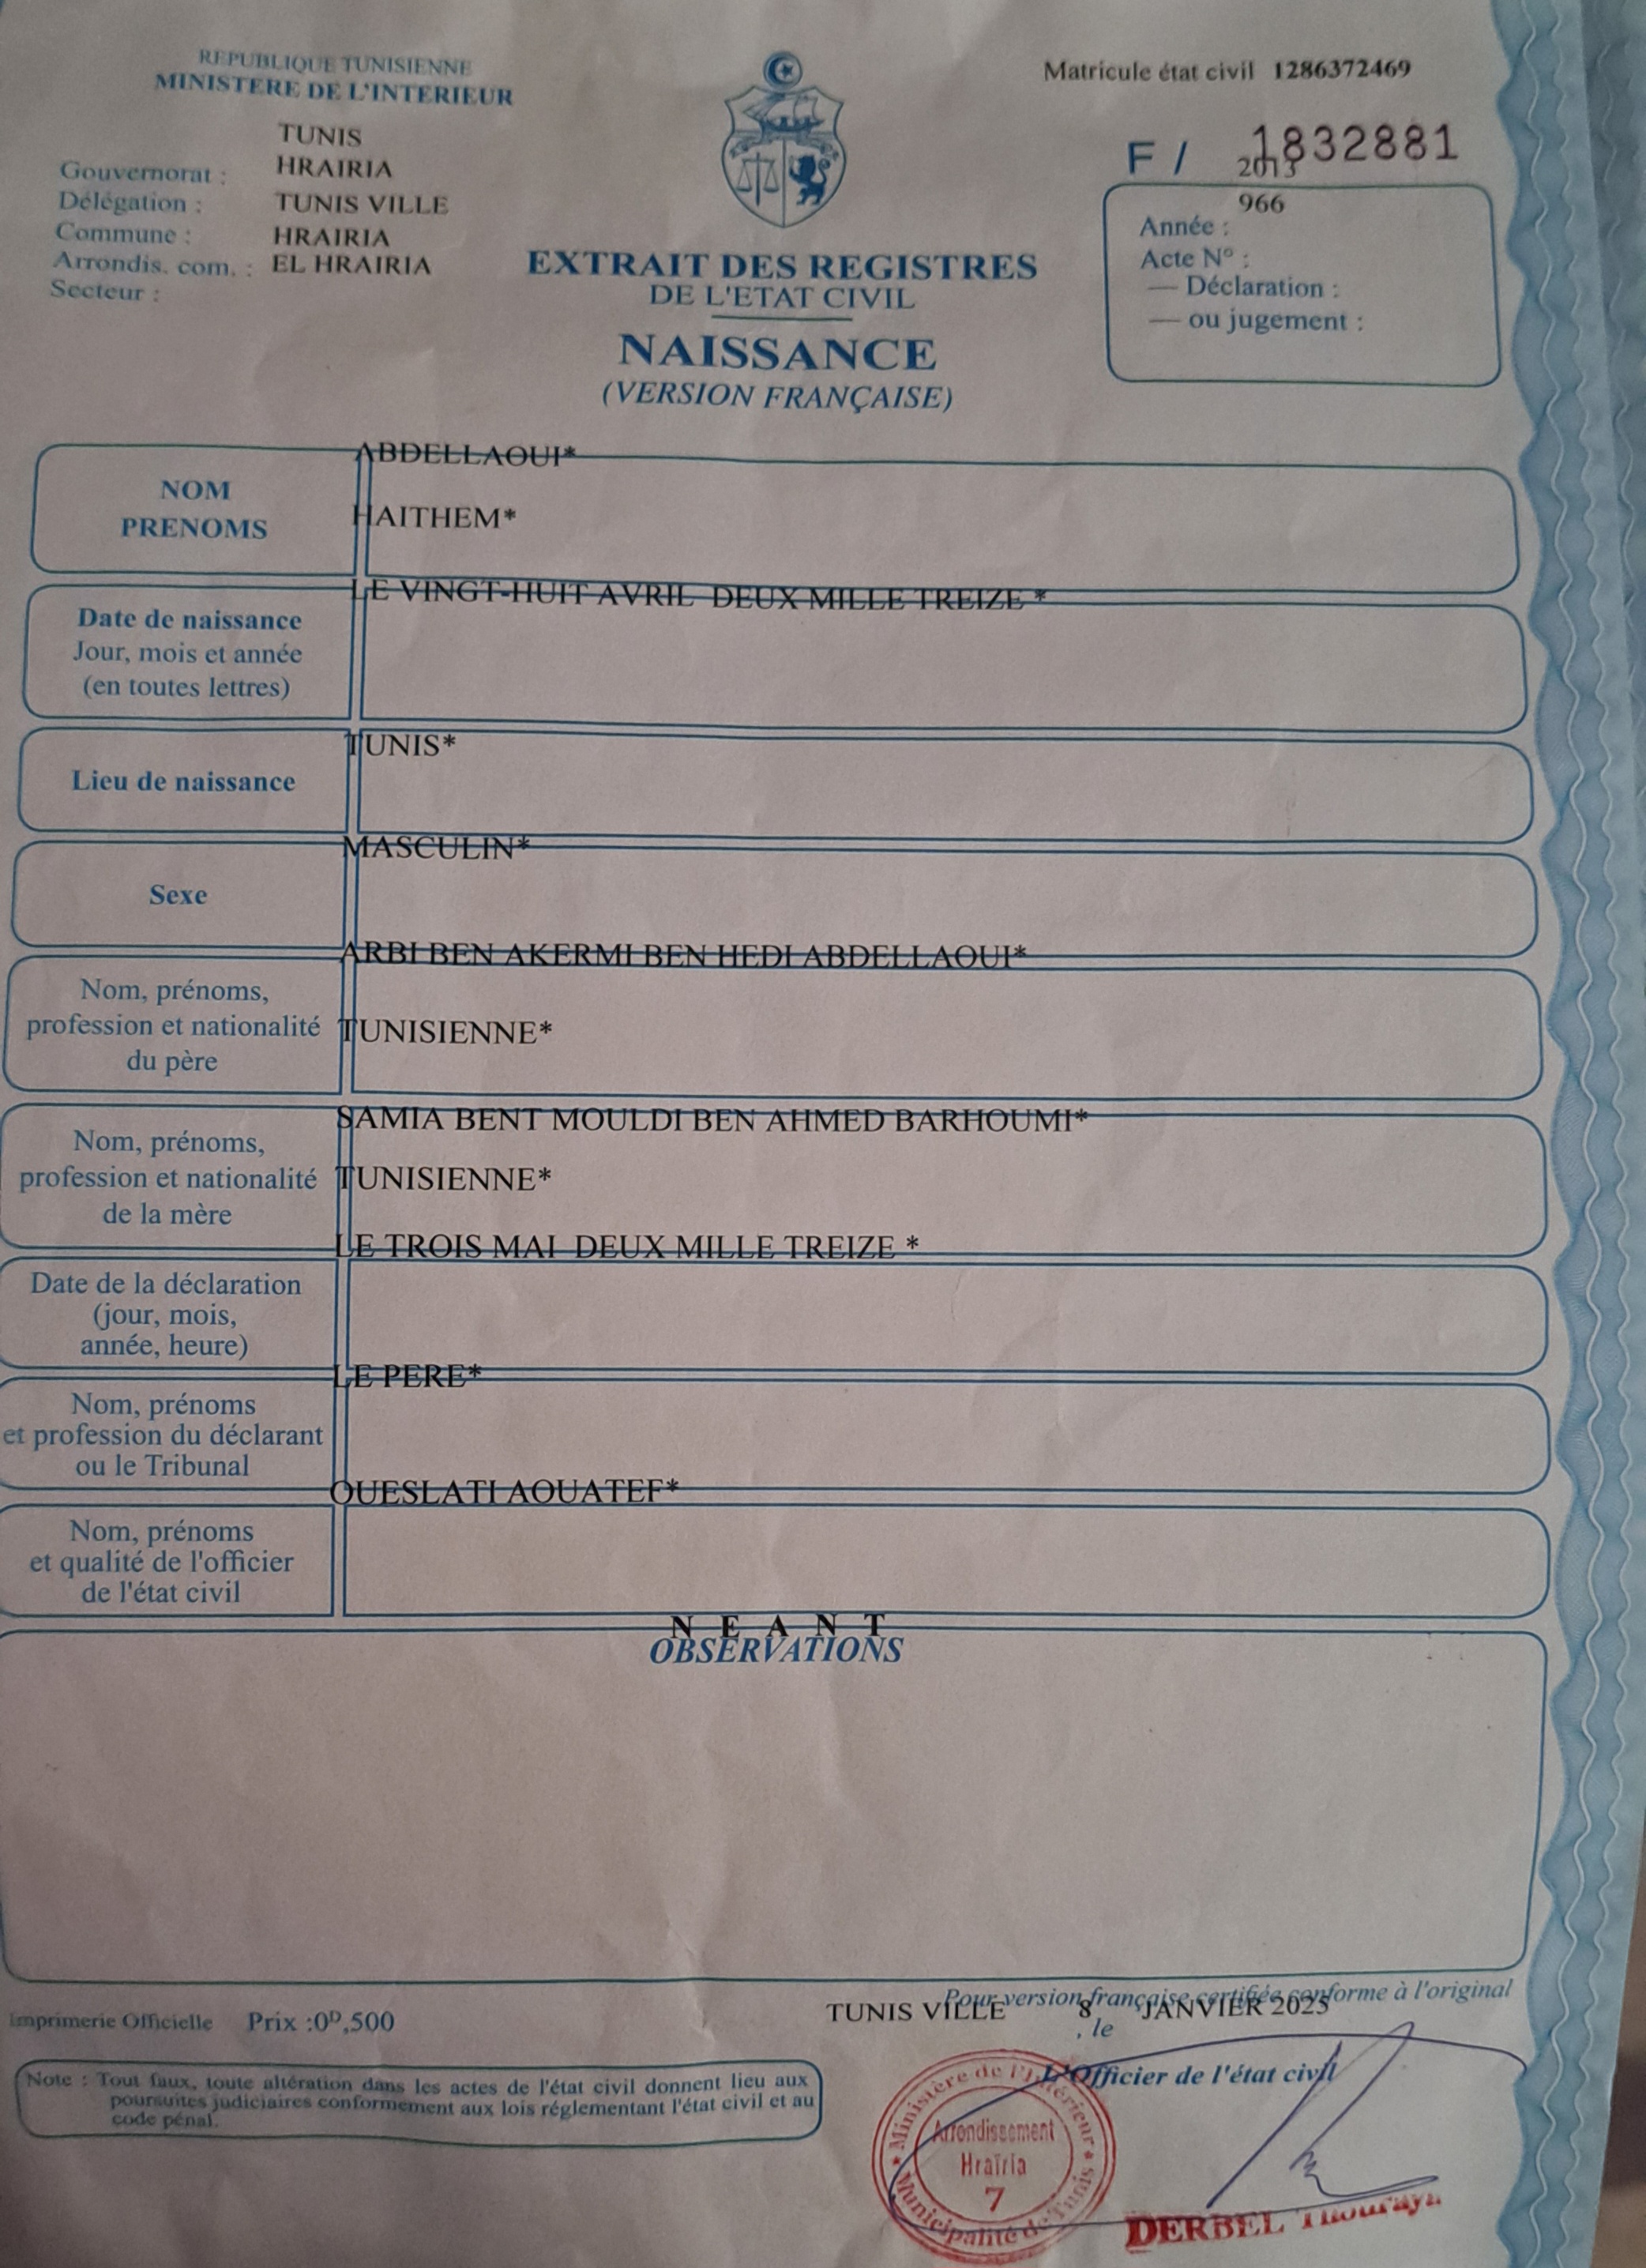 REPUBLIQUE TUNISIENNE
MINISTERE DE L'INTERIEUR
Matricule état civil 1286372469
F / 1832881
TUNIS
Gouvernorat : HRAIRIA
Délégation : TUNIS VILLE
Commune : HRAIRIA
Arrondis. com. : EL HRAIRIA
Secteur :
2013
966
Année :
Acte N° :
— Déclaration :
— ou jugement :
EXTRAIT DES REGISTRES
DE L'ETAT CIVIL
NAISSANCE
(VERSION FRANÇAISE)
ABDELLAOUI*
NOM
PRENOMS
HAITHEM*
LE VINGT-HUIT AVRIL DEUX MILLE TREIZE *
Date de naissance
Jour, mois et année
(en toutes lettres)
TUNIS*
Lieu de naissance
MASCULIN*
Sexe
ARBI BEN AKERMI BEN HEDI ABDELLAOUI*
Nom, prénoms,
profession et nationalité
du père
TUNISIENNE*
SAMIA BENT MOULDI BEN AHMED BARHOUMI*
Nom, prénoms,
profession et nationalité
de la mère
TUNISIENNE*
LE TROIS MAI DEUX MILLE TREIZE *
Date de la déclaration
(jour, mois,
année, heure)
LE PERE*
Nom, prénoms
et profession du déclarant
ou le Tribunal
OUESLATI AOUATEF*
Nom, prénoms
et qualité de l'officier
de l'état civil
N E A N T
OBSERVATIONS
Pour version française certifiée conforme à l'original
TUNIS VILLE 8 JANVIER 2025
, le
Imprimerie Officielle Prix :0ᴰ,500
L'Officier de l'état civil
Note : Tout faux, toute altération dans les actes de l'état civil donnent lieu aux
poursuites judiciaires conformement aux lois réglementant l'état civil et au
code pénal.
Ministère de l'Intérieur
Arrondissement
Hraïria
7
Municipalité de Tunis
DERBEL Thouraya